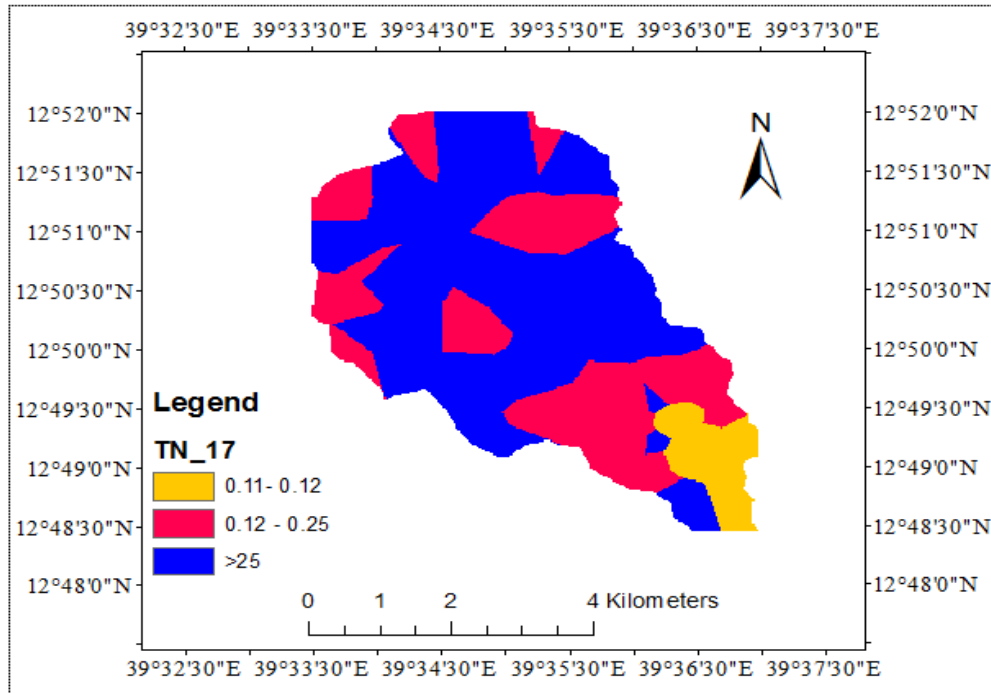 39°32'30"E 39°33'30"E 39°34'30"E 39°35'30"E 39°36'30"E 39°37'30"E
12°52'0"N 12°52'0"N
N
12°51'30"N 12°51'30"N
12°51'0"N 12°51'0"N
12°50'30"N 12°50'30"N
12°50'0"N 12°50'0"N
12°49'30"N 12°49'30"N
Legend
TN_17
12°49'0"N 12°49'0"N
0.11- 0.12
0.12 - 0.25
12°48'30"N 12°48'30"N
>25
12°48'0"N 12°48'0"N
0 1 2 4 Kilometers
39°32'30"E 39°33'30"E 39°34'30"E 39°35'30"E 39°36'30"E 39°37'30"E